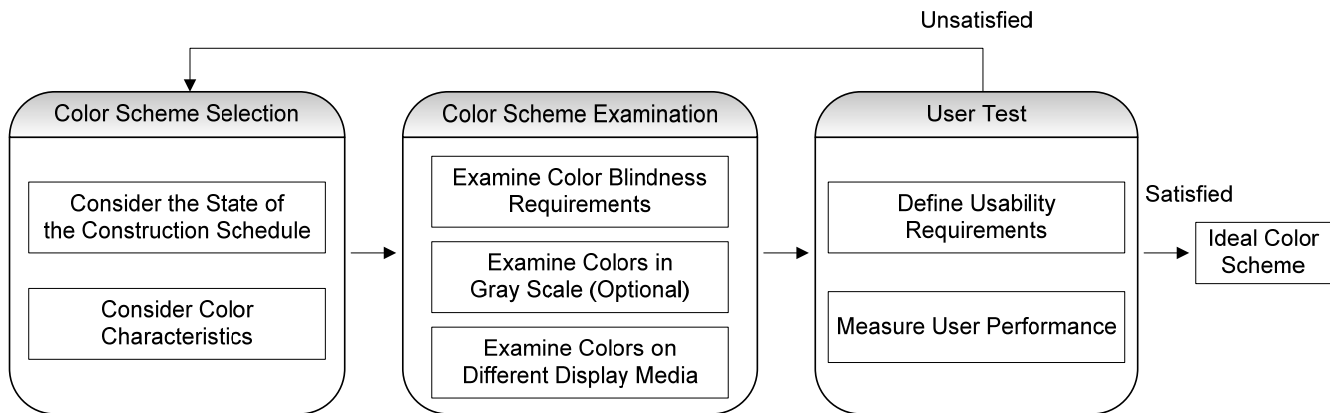 Unsatisfied
Color Scheme Selection
Consider the State of
the Construction Schedule
Consider Color
Characteristics
Color Scheme Examination
Examine Color Blindness
Requirements
Examine Colors in
Gray Scale (Optional)
Examine Colors on
Different Display Media
User Test
Define Usability
Requirements
Measure User Performance
Satisfied
Ideal Color
Scheme